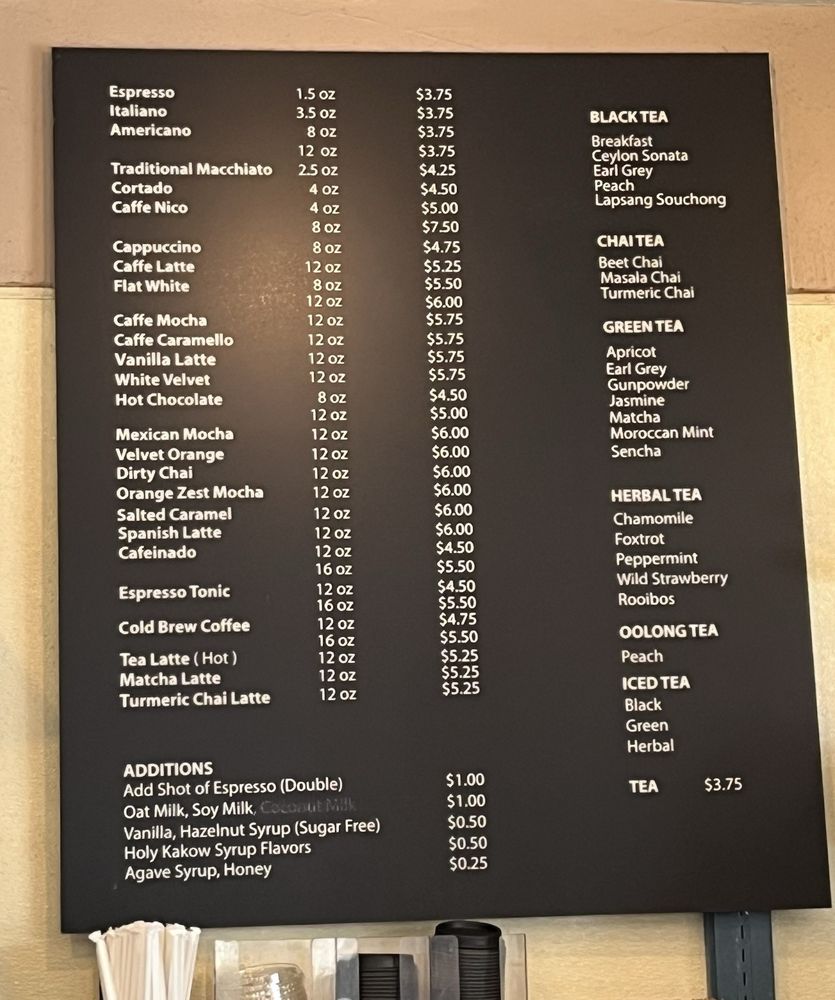 Espresso 1.5 oz $3.75
Italiano 3.5 oz $3.75
Americano 8 oz $3.75
12 oz $3.75
Traditional Macchiato 2.5 oz $4.25
Cortado 4 oz $4.50
Caffe Nico 4 oz $5.00
8 oz $7.50
Cappuccino 8 oz $4.75
Caffe Latte 12 oz $5.25
Flat White 8 oz $5.50
12 oz $6.00
Caffe Mocha 12 oz $5.75
Caffe Caramello 12 oz $5.75
Vanilla Latte 12 oz $5.75
White Velvet 12 oz $5.75
Hot Chocolate 8 oz $4.50
12 oz $5.00
Mexican Mocha 12 oz $6.00
Velvet Orange 12 oz $6.00
Dirty Chai 12 oz $6.00
Orange Zest Mocha 12 oz $6.00
Salted Caramel 12 oz $6.00
Spanish Latte 12 oz $6.00
Cafeinado 12 oz $4.50
16 oz $5.50
Espresso Tonic 12 oz $4.50
16 oz $5.50
Cold Brew Coffee 12 oz $4.75
16 oz $5.50
Tea Latte ( Hot ) 12 oz $5.25
Matcha Latte 12 oz $5.25
Turmeric Chai Latte 12 oz $5.25
ADDITIONS
Add Shot of Espresso (Double) $1.00
Oat Milk, Soy Milk, Coconut Milk $1.00
Vanilla, Hazelnut Syrup (Sugar Free) $0.50
Holy Kakow Syrup Flavors $0.50
Agave Syrup, Honey $0.25
BLACK TEA
Breakfast
Ceylon Sonata
Earl Grey
Peach
Lapsang Souchong
CHAI TEA
Beet Chai
Masala Chai
Turmeric Chai
GREEN TEA
Apricot
Earl Grey
Gunpowder
Jasmine
Matcha
Moroccan Mint
Sencha
HERBAL TEA
Chamomile
Foxtrot
Peppermint
Wild Strawberry
Rooibos
OOLONG TEA
Peach
ICED TEA
Black
Green
Herbal
TEA $3.75